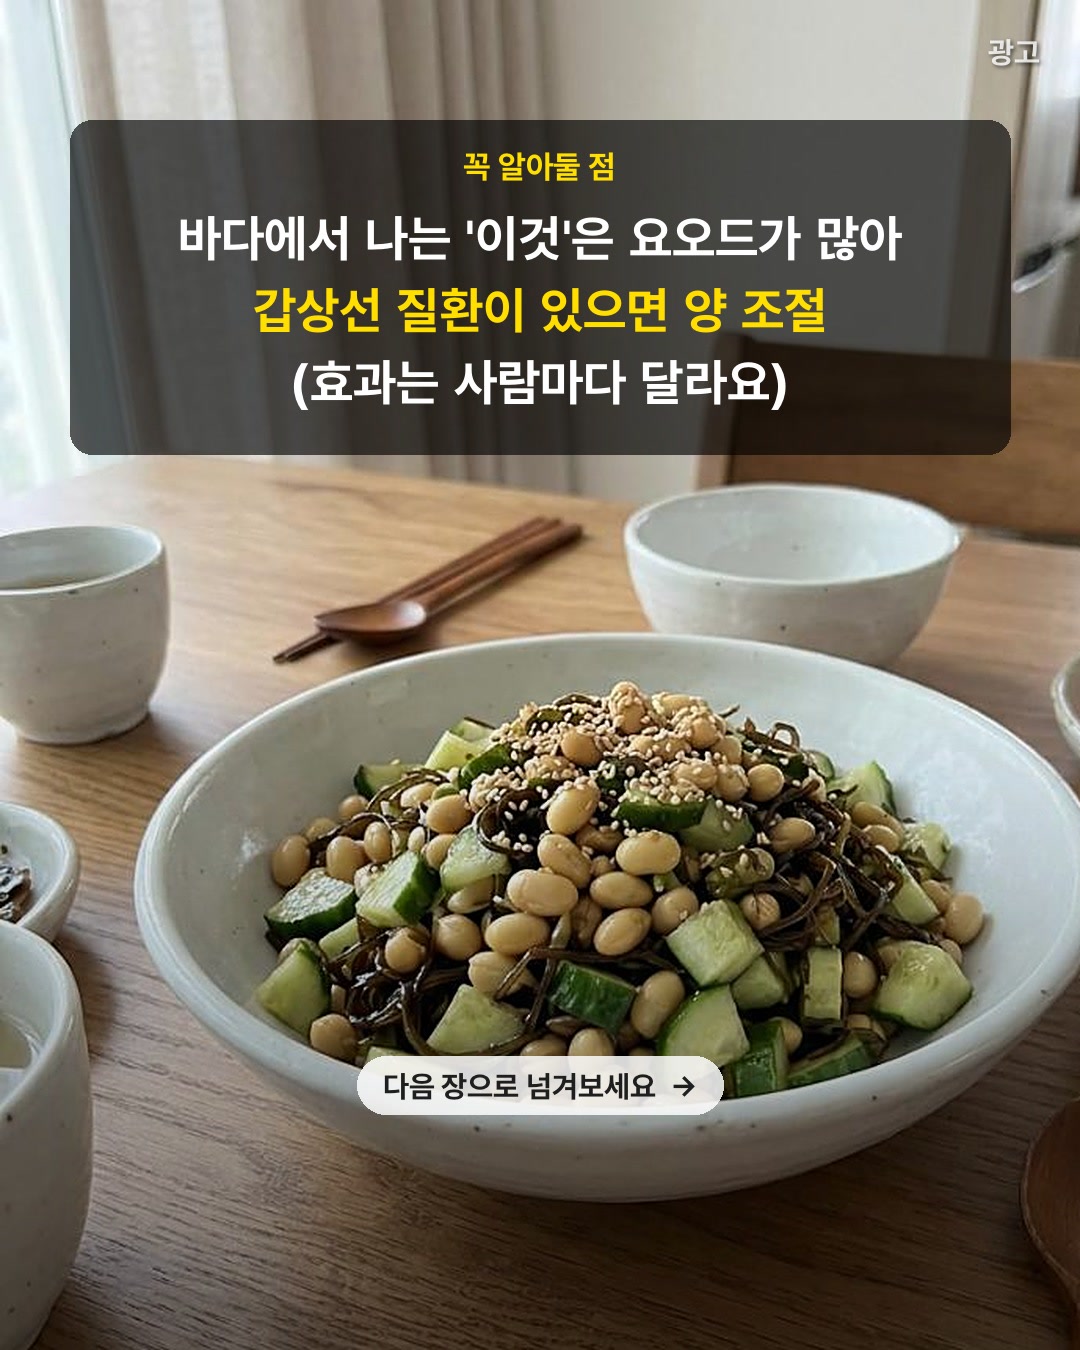 광고
꼭 알아둘 점
바다에서 나는 '이것'은 요오드가 많아
갑상선 질환이 있으면 양 조절
(효과는 사람마다 달라요)
다음 장으로 넘겨보세요 →